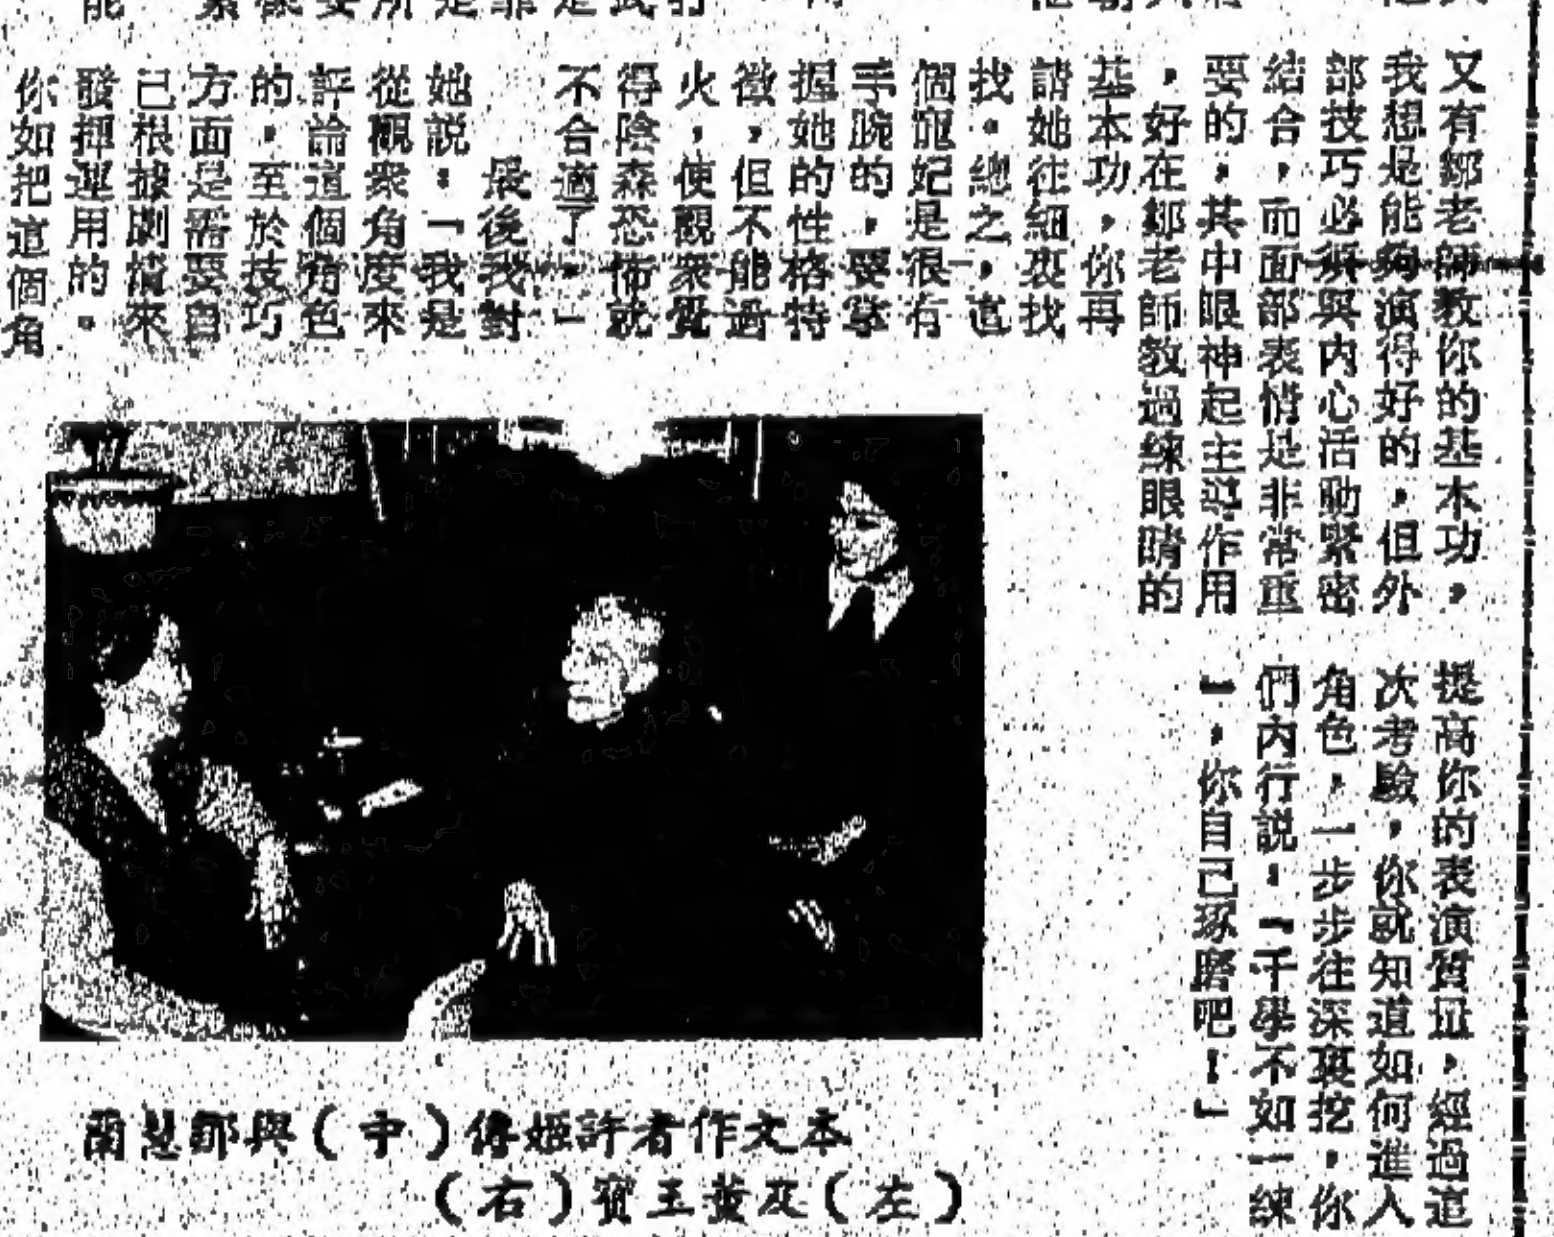 又有鄒老師教你的基本功,
我想是能夠演得好的,但外
部技巧必須與內心活動緊密
結合,而面部表情是非常重
要的,其中眼神起主導作用
,好在鄒老師教過練眼睛的
基本功,你再
請她往細裏找
找。總之,這
個寵妃是很有
手腕的,要掌
握她的性格特
徵,但不能過
火,使觀衆覺
得陰森恐怖就
不合適了。」
最後我對
她説:「我是
從觀衆角度來
評論這個角色
的,至於技巧
方面是需要自
已根據劇情來
發揮運用的。
你如把這個角
提高你的表演質量,經過這
次考驗,你就知道如何進入
角色,一步步往深裏挖,你
們內行説:「千學不如一練
」,你自己琢磨吧!」
本文作者許姬傳(中)與鄒慧蘭
(左)及黃玉寶(右)